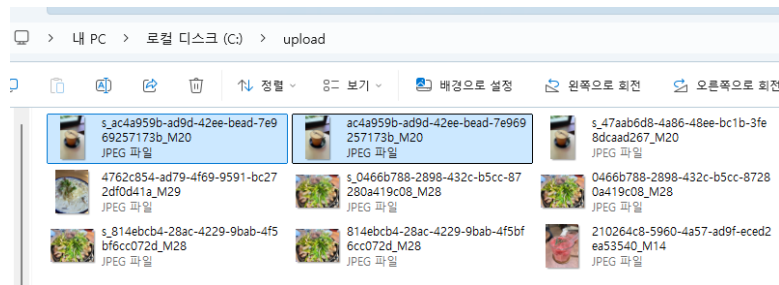 내 PC > 로컬 디스크 (C:) > upload
정렬 보기 배경으로 설정 왼쪽으로 회전 오른쪽으로 회전
s_ac4a959b-ad9d-42ee-bead-7e9
69257173b_M20
JPEG 파일
ac4a959b-ad9d-42ee-bead-7e969
257173b_M20
JPEG 파일
s_47aab6d8-4a86-48ee-bc1b-3fe
8dcaad267_M20
JPEG 파일
4762c854-ad79-4f69-9591-bc27
2df0d41a_M29
JPEG 파일
s_0466b788-2898-432c-b5cc-87
280a419c08_M28
JPEG 파일
0466b788-2898-432c-b5cc-8728
0a419c08_M28
JPEG 파일
s_814ebcb4-28ac-4229-9bab-4f5
bf6cc072d_M28
JPEG 파일
814ebcb4-28ac-4229-9bab-4f5bf
6cc072d_M28
JPEG 파일
210264c8-5960-4a57-ad9f-eced2
ea53540_M14
JPEG 파일